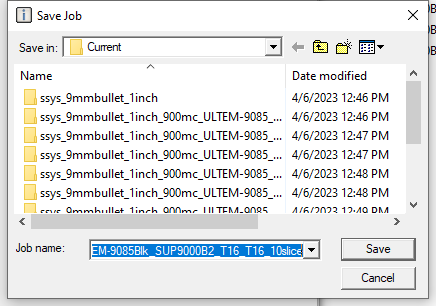 Save Job
Save in: Current
Name Date modified
ssys_9mmbullet_1inch 4/6/2023 12:46 PM
ssys_9mmbullet_1inch_900mc_ULTEM-9085_... 4/6/2023 12:46 PM
ssys_9mmbullet_1inch_900mc_ULTEM-9085_... 4/6/2023 12:47 PM
ssys_9mmbullet_1inch_900mc_ULTEM-9085_... 4/6/2023 12:47 PM
ssys_9mmbullet_1inch_900mc_ULTEM-9085_... 4/6/2023 12:48 PM
ssys_9mmbullet_1inch_900mc_ULTEM-9085_... 4/6/2023 12:48 PM
ssys_9mmbullet_1inch_900mc_ULTEM-9085_... 4/6/2023 12:49 PM
Job name: EM-9085Blk_SUP9000B2_T16_T16_10slice
Save
Cancel